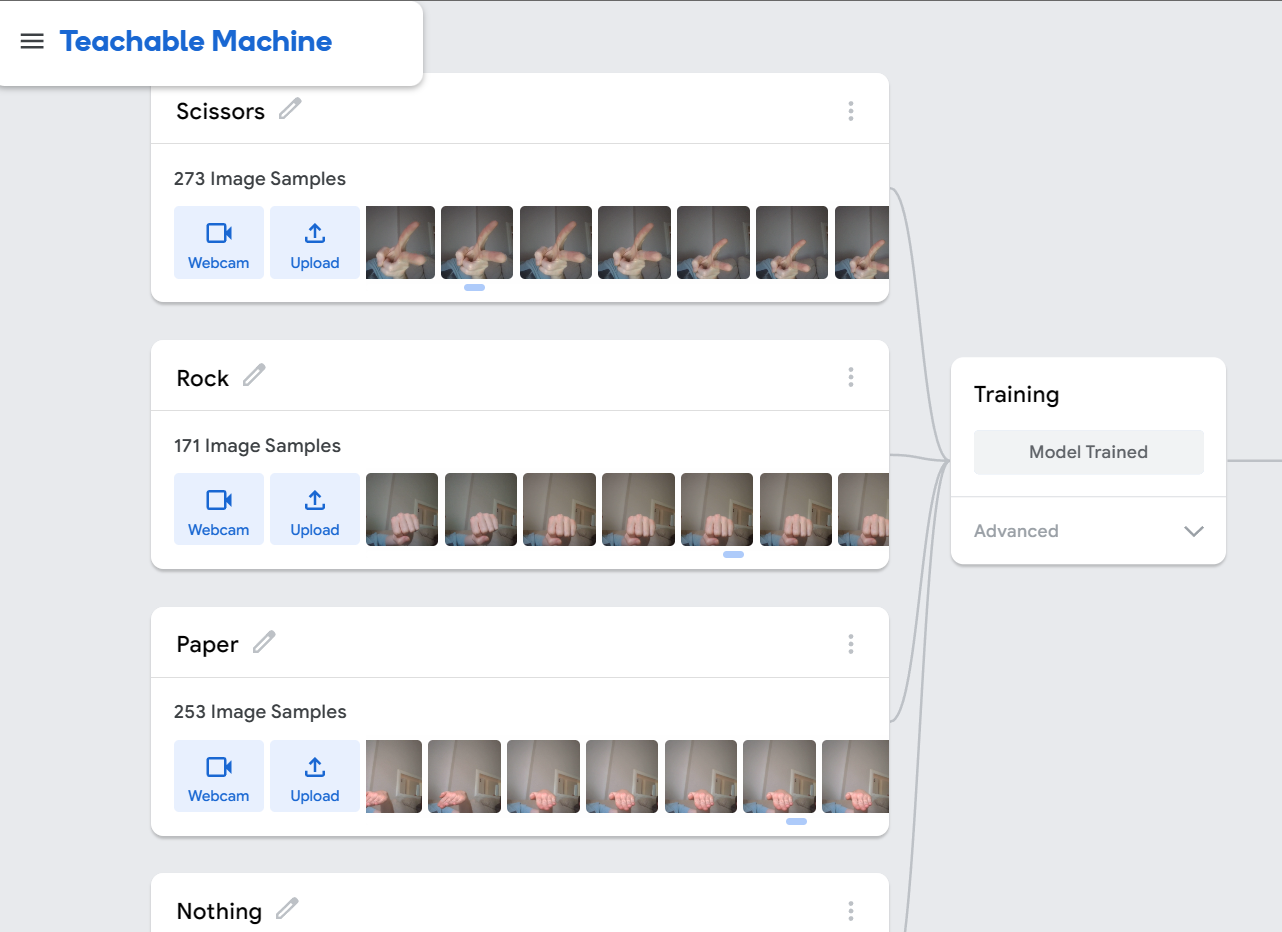 Teachable Machine
Scissors
273 Image Samples
Webcam
Upload
Rock
171 Image Samples
Webcam
Upload
Training
Model Trained
Advanced
Paper
253 Image Samples
Webcam
Upload
Nothing